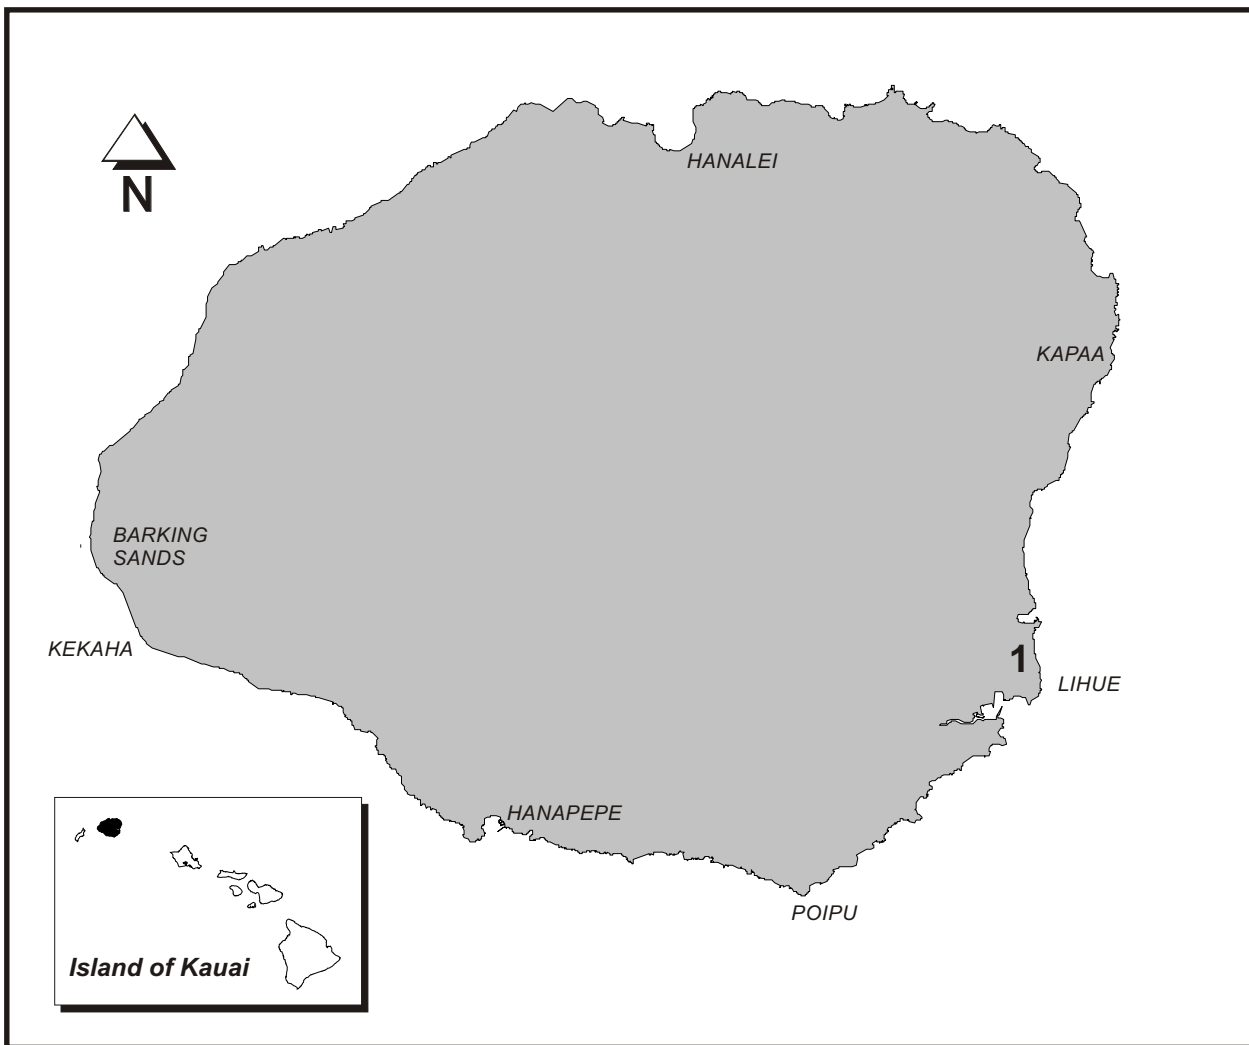 N
HANALEI
KAPAA
BARKING
SANDS
KEKAHA
1
LIHUE
HANAPEPE
POIPU
Island of Kauai